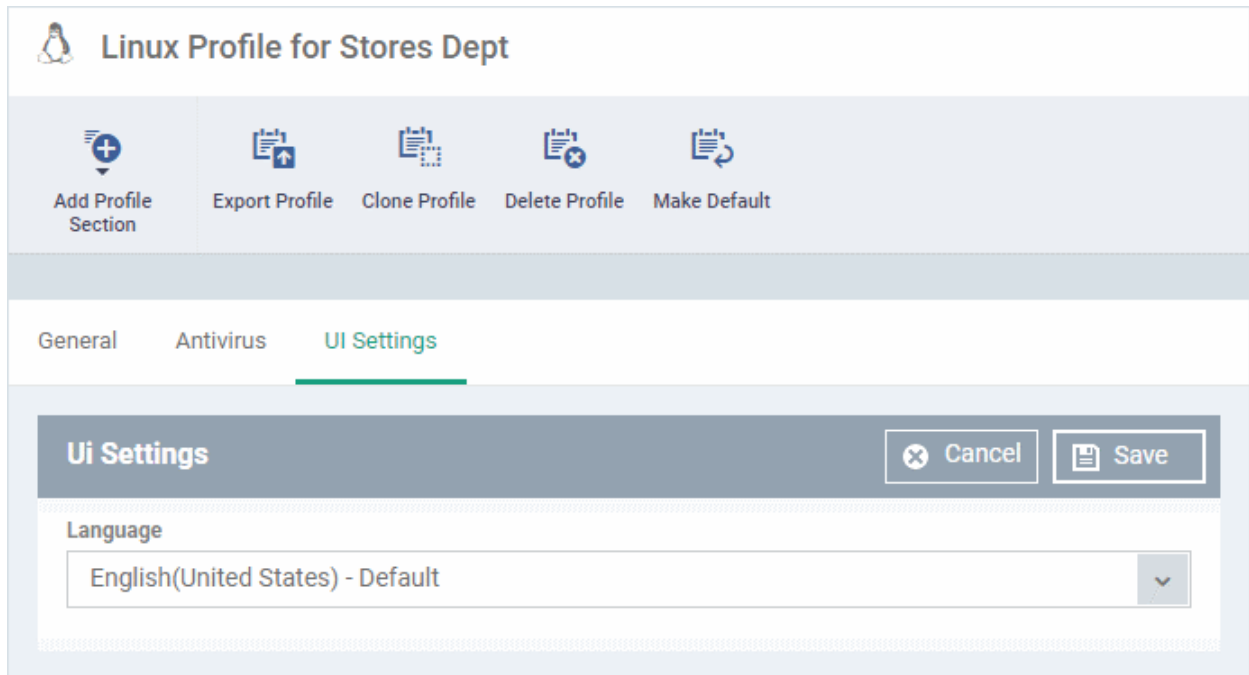 Linux Profile for Stores Dept
Add Profile
Section
Export Profile
Clone Profile
Delete Profile
Make Default
General
Antivirus
UI Settings
Ui Settings
Cancel
Save
Language
English(United States) - Default